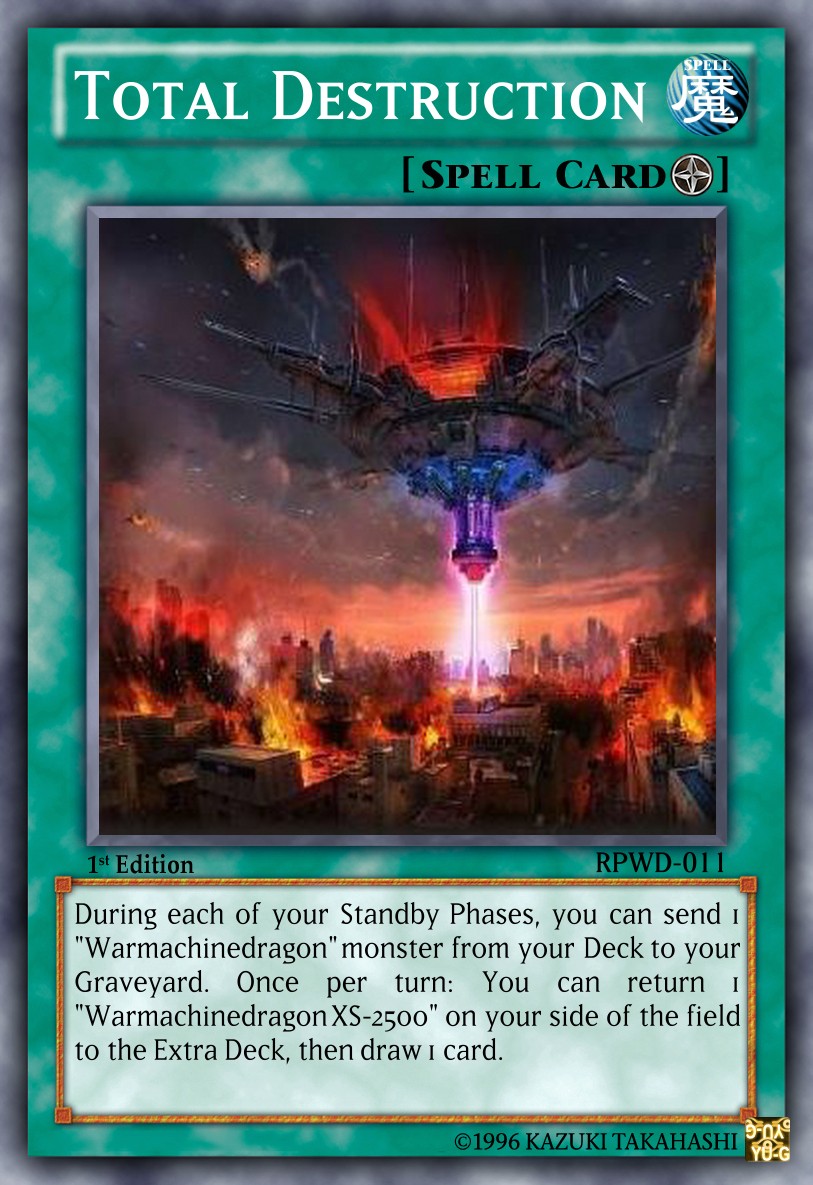 Total Destruction
SPELL
魔
[Spell Card]
1st Edition
RPWD-011
During each of your Standby Phases, you can send 1
"Warmachinedragon" monster from your Deck to your
Graveyard. Once per turn: You can return 1
"Warmachinedragon XS-2500" on your side of the field
to the Extra Deck, then draw 1 card.
©1996 KAZUKI TAKAHASHI